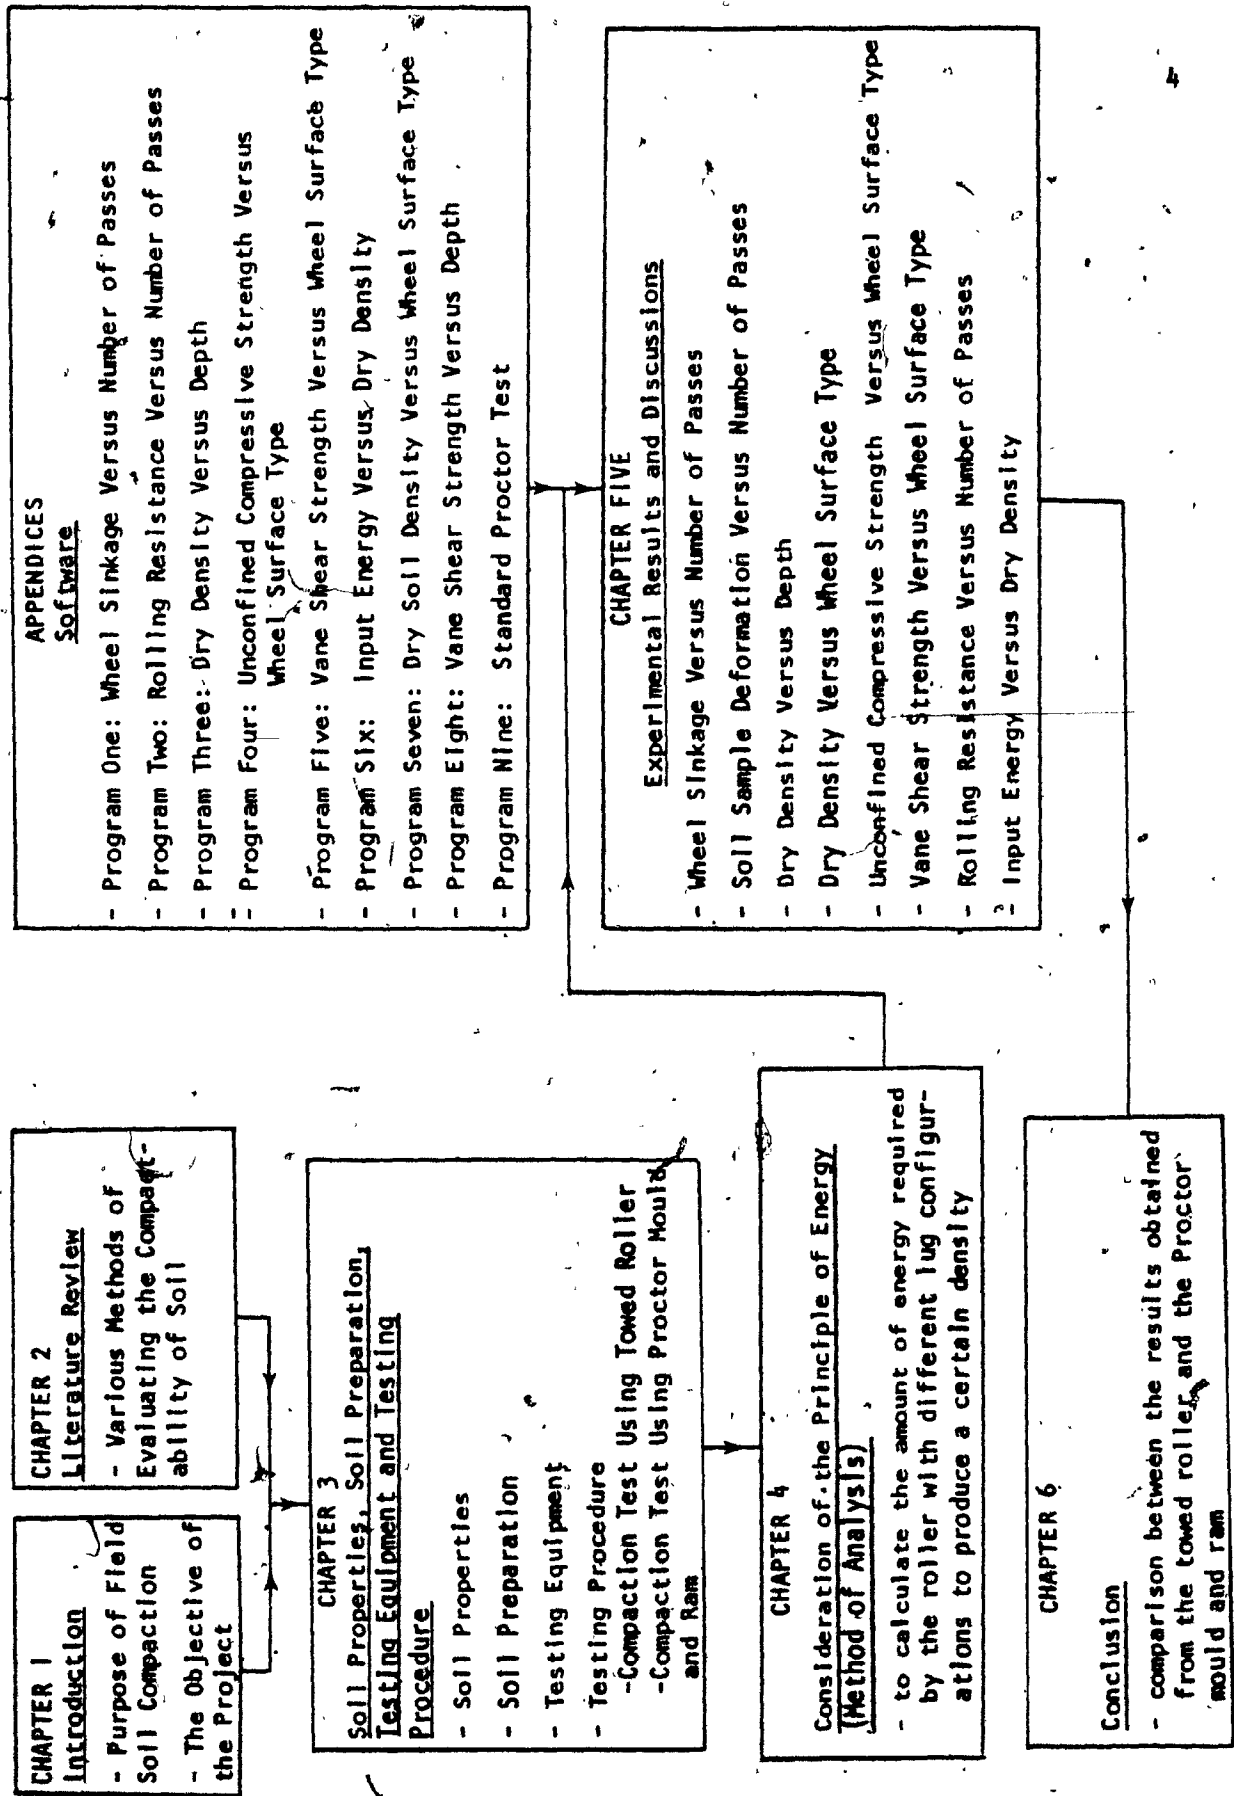 CHAPTER 1
Introduction
- Purpose of Field
Soil Compaction
- The Objective of
the Project
CHAPTER 2
Literature Review
- Various Methods of
Evaluating the Compact-
ability of Soil
CHAPTER 3
Soil Properties, Soil Preparation,
Testing Equipment and Testing
Procedure
- Soil Properties
- Soil Preparation
- Testing Equipment
- Testing Procedure
-Compaction Test Using Towed Roller
-Compaction Test Using Proctor Mould
and Ram
CHAPTER 4
Consideration of the Principle of Energy
(Method of Analysis)
- to calculate the amount of energy required
by the roller with different lug configur-
ations to produce a certain density
APPENDICES
Software
- Program One: Wheel Sinkage Versus Number of Passes
- Program Two: Rolling Resistance Versus Number of Passes
- Program Three: Dry Density Versus Depth
- Program Four: Unconfined Compressive Strength Versus
Wheel Surface Type
- Program Five: Vane Shear Strength Versus Wheel Surface Type
- Program Six: Input Energy Versus Dry Density
- Program Seven: Dry Soil Density Versus Wheel Surface Type
- Program Eight: Vane Shear Strength Versus Depth
- Program Nine: Standard Proctor Test
CHAPTER FIVE
Experimental Results and Discussions
- Wheel Sinkage Versus Number of Passes
- Soil Sample Deformation Versus Number of Passes
- Dry Density Versus Depth
- Dry Density Versus Wheel Surface Type
- Unconfined Compressive Strength Versus Wheel Surface Type
- Vane Shear Strength Versus Wheel Surface Type
- Rolling Resistance Versus Number of Passes
- Input Energy Versus Dry Density
CHAPTER 6
Conclusion
- comparison between the results obtained
from the towed roller and the Proctor
mould and ram
4